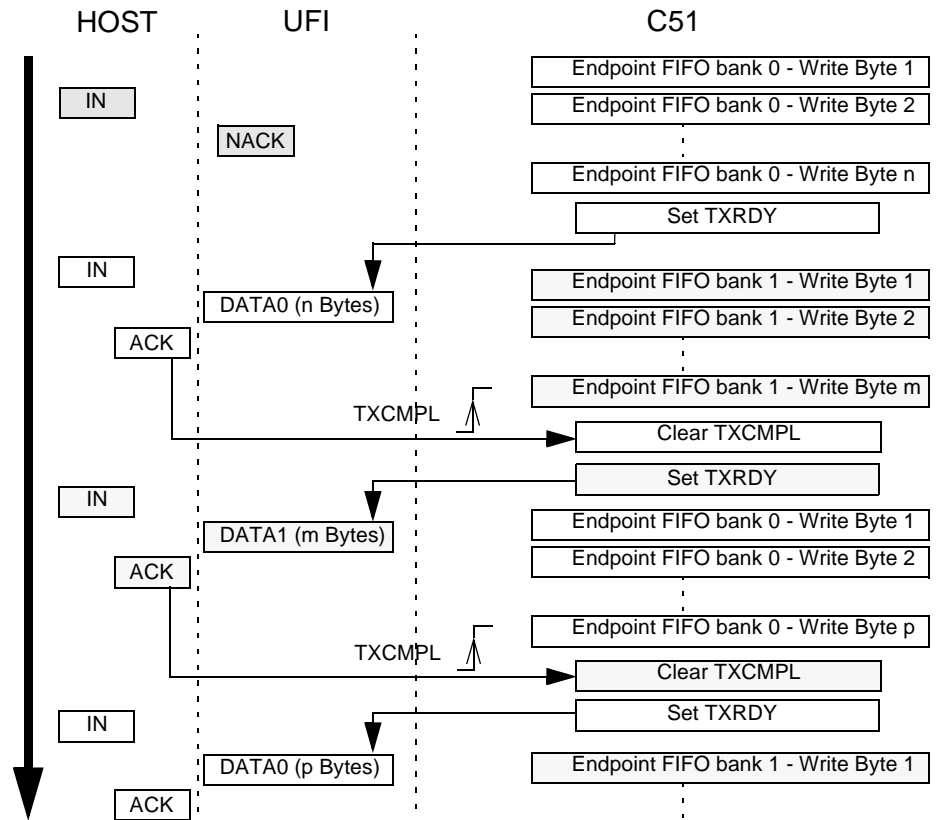 HOST UFI C51
Endpoint FIFO bank 0 - Write Byte 1
IN
Endpoint FIFO bank 0 - Write Byte 2
NACK
Endpoint FIFO bank 0 - Write Byte n
Set TXRDY
IN
Endpoint FIFO bank 1 - Write Byte 1
DATA0 (n Bytes)
Endpoint FIFO bank 1 - Write Byte 2
ACK
Endpoint FIFO bank 1 - Write Byte m
TXCMPL
Clear TXCMPL
Set TXRDY
IN
Endpoint FIFO bank 0 - Write Byte 1
DATA1 (m Bytes)
Endpoint FIFO bank 0 - Write Byte 2
ACK
Endpoint FIFO bank 0 - Write Byte p
TXCMPL
Clear TXCMPL
Set TXRDY
IN
DATA0 (p Bytes)
Endpoint FIFO bank 1 - Write Byte 1
ACK